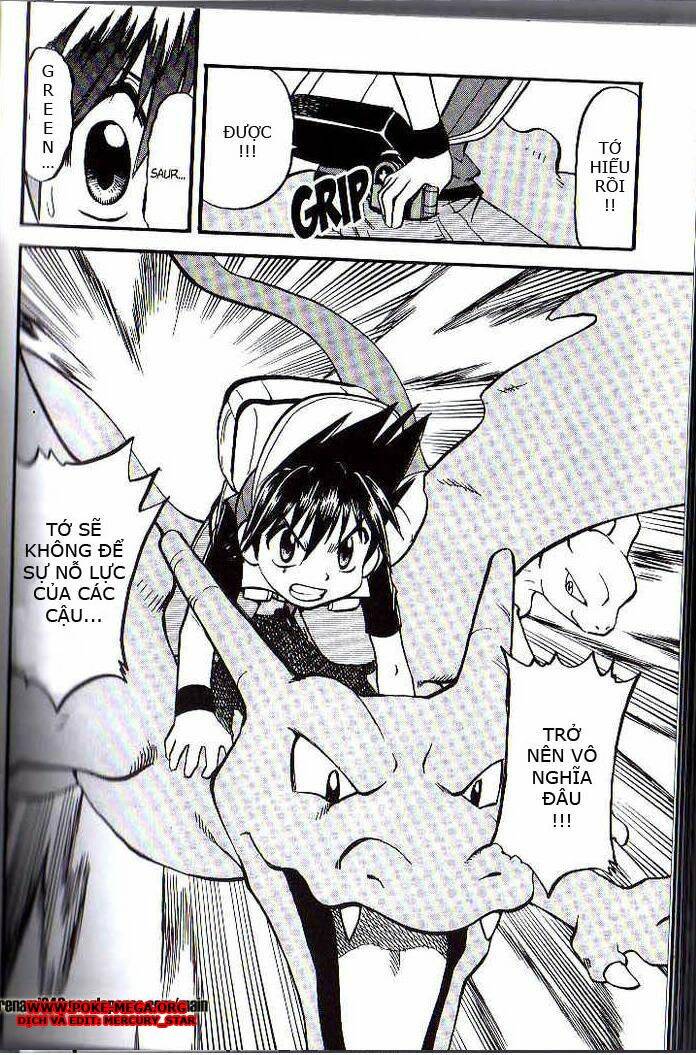 TỚ
HIỂU
RỒI
!!
ĐƯỢC
!!!
GRIP
SAUR...
G
R
E
E
N
...
TỚ SẼ
KHÔNG ĐỂ
SỰ NỖ LỰC
CỦA CÁC
CẬU...
TRỞ
NÊN VÔ
NGHĨA
ĐÂU
!!!
WWW.POKE-MEGA.ORG
DỊCH VÀ EDIT: MERCURY_STAR